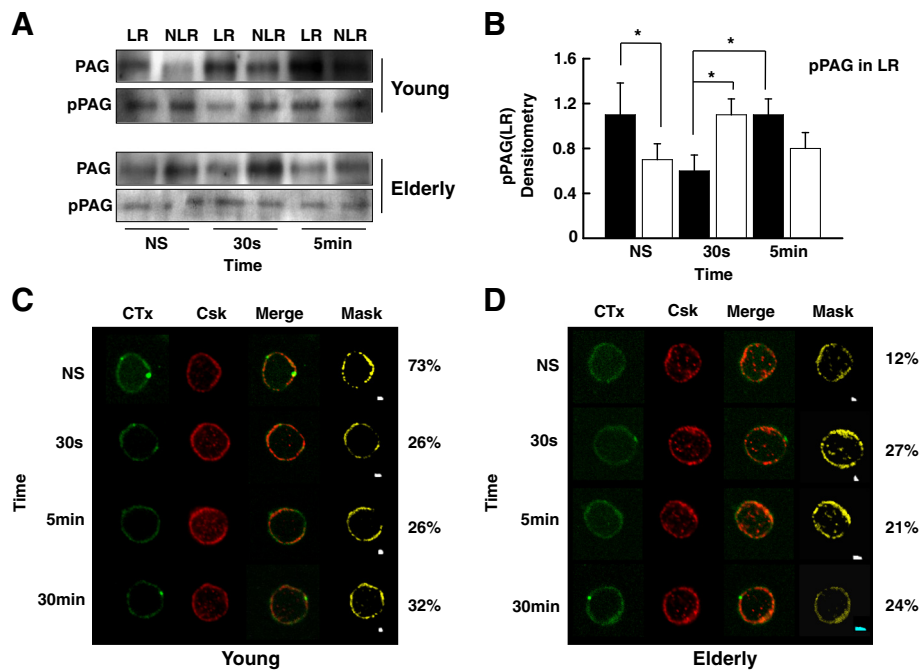 A
LR NLR LR NLR LR NLR
PAG
pPAG
Young
PAG
pPAG
Elderly
NS 30s 5min
Time
B
pPAG in LR
pPAG(LR)
Densitometry
1.6
1.2
0.8
0.4
0
* * *
NS 30s 5min
Time
C
CTx Csk Merge Mask
NS 73%
30s 26%
5min 26%
30min 32%
Time
Young
D
CTx Csk Merge Mask
NS 12%
30s 27%
5min 21%
30min 24%
Time
Elderly